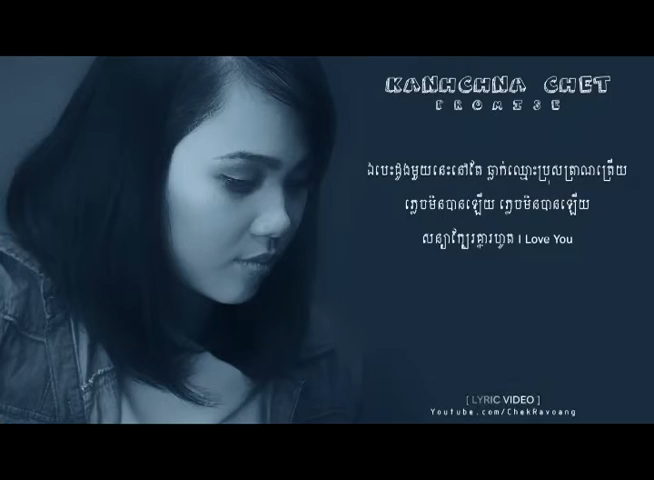 KANHCHNA CHET
PROMISE
ឯបេះដូងមួយនេះនៅតែ ធ្លាក់ឈ្មោះប្រុសត្រាណត្រើយ
ភ្លេចមិនបានឡើយ ភ្លេចមិនបានឡើយ
សន្យាក្បែរគ្នារហូត I Love You
[ LYRIC VIDEO ]
Youtube.com/ChekRavoang